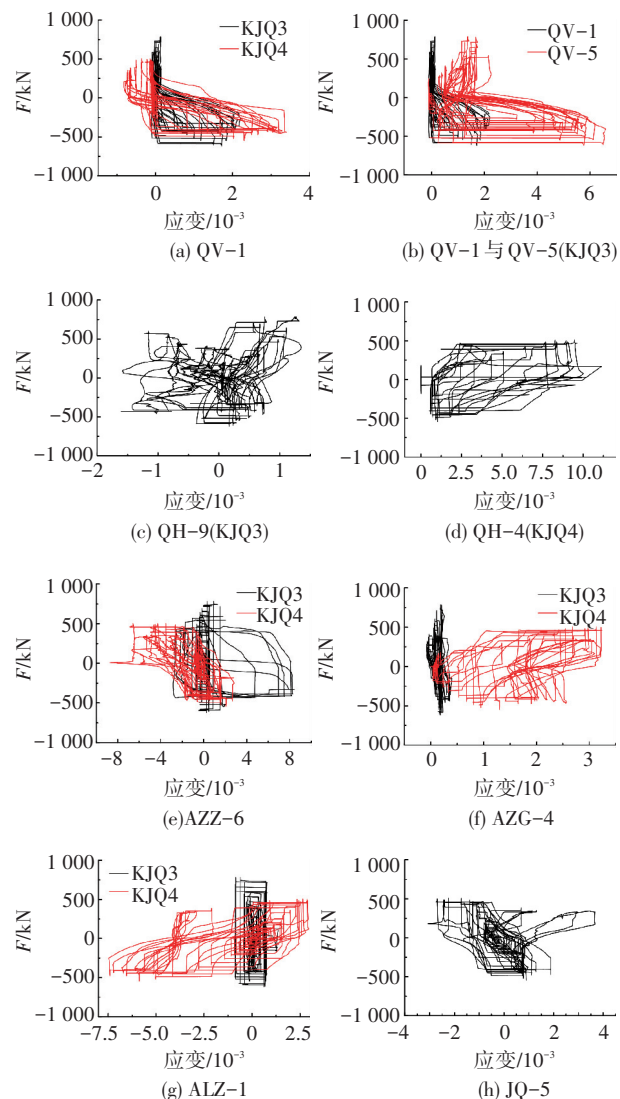 1 000
500
0
−500
−1 000
F/kN
KJQ3
KJQ4
0 2 4
应变/10⁻³
(a) QV−1
1 000
500
0
−500
−1 000
F/kN
QV−1
QV−5
0 2 4 6
应变/10⁻³
(b) QV−1 与 QV−5(KJQ3)
1 000
500
0
−500
−1 000
F/kN
−2 −1 0 1
应变/10⁻³
(c) QH−9(KJQ3)
1 000
500
0
−500
−1 000
F/kN
0 2.5 5.0 7.5 10.0
应变/10⁻³
(d) QH−4(KJQ4)
1 000
500
0
−500
−1 000
F/kN
KJQ3
KJQ4
−8 −4 0 4 8
应变/10⁻³
(e)AZZ−6
1 000
500
0
−500
−1 000
F/kN
KJQ3
KJQ4
0 1 2 3
应变/10⁻³
(f) AZG−4
1 000
500
0
−500
−1 000
F/kN
KJQ3
KJQ4
−7.5 −5.0 −2.5 0 2.5
应变/10⁻³
(g) ALZ−1
1 000
500
0
−500
−1 000
F/kN
−4 −2 0 2 4
应变/10⁻³
(h) JQ−5